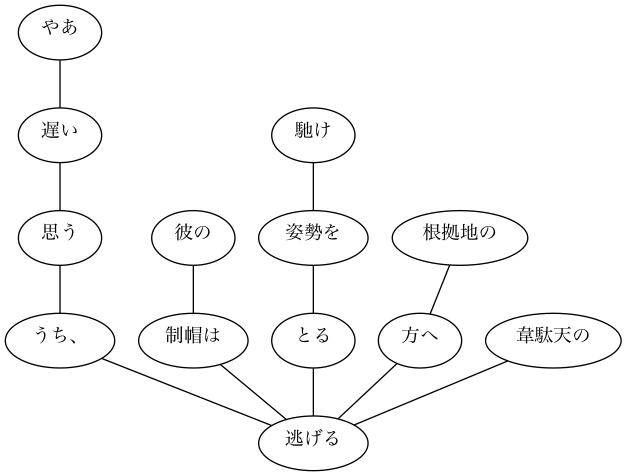 やあ
遅い
馳け
思う
彼の
姿勢を
根拠地の
うち、
制帽は
とる
方へ
韋駄天の
逃げる